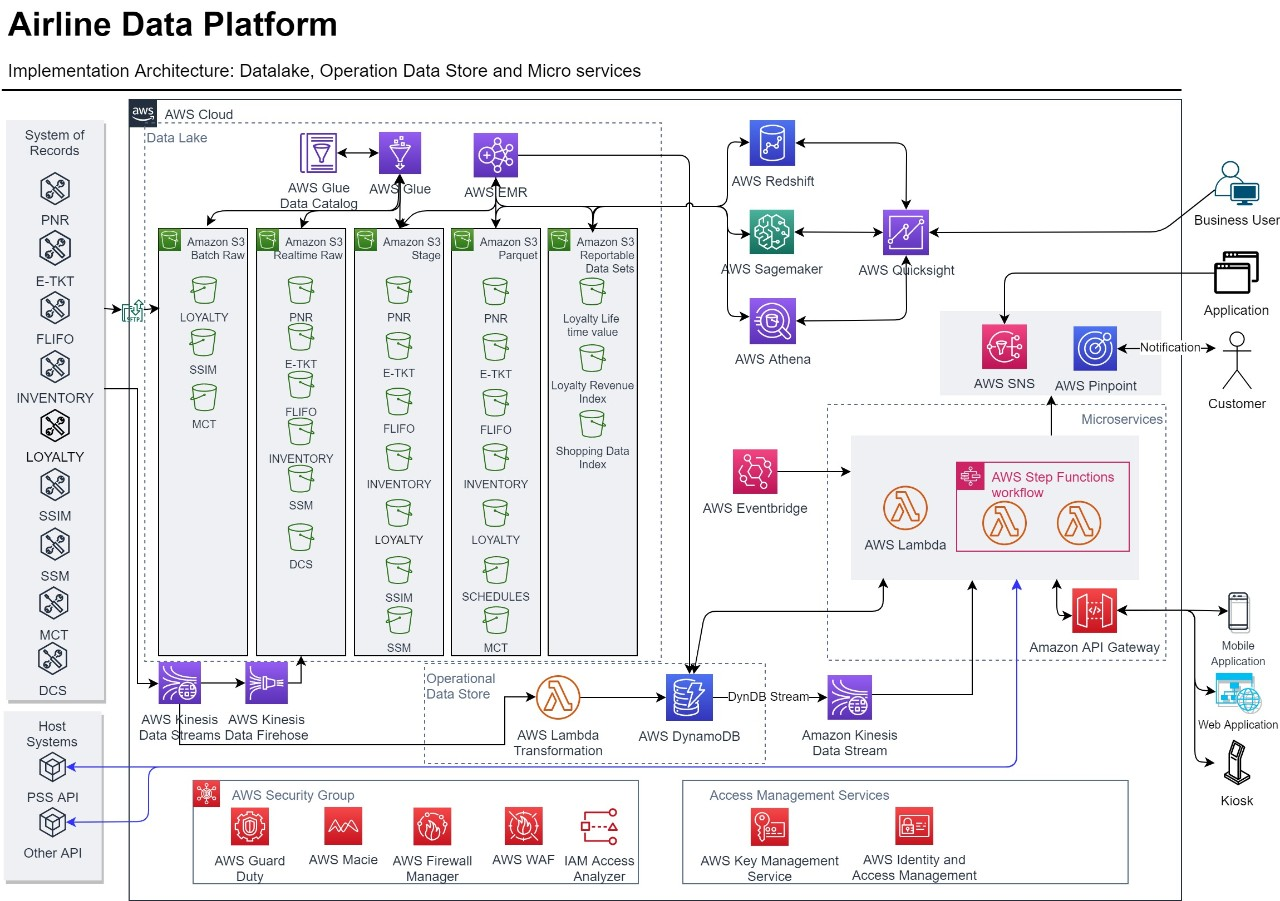 Airline Data Platform
Implementation Architecture: Datalake, Operation Data Store and Micro services
System of
Records
PNR
E-TKT
FLIFO
INVENTORY
LOYALTY
SSIM
SSM
MCT
DCS
Host
Systems
PSS API
Other API
SFTP
aws
AWS Cloud
Data Lake
AWS Glue
Data Catalog
AWS Glue
AWS EMR
Amazon S3
Batch Raw
LOYALTY
SSIM
MCT
Amazon S3
Realtime Raw
PNR
E-TKT
FLIFO
INVENTORY
SSM
DCS
Amazon S3
Stage
PNR
E-TKT
FLIFO
INVENTORY
LOYALTY
SSIM
SSM
Amazon S3
Parquet
PNR
E-TKT
FLIFO
INVENTORY
LOYALTY
SCHEDULES
MCT
Amazon S3
Reportable
Data Sets
Loyalty Life
time value
Loyalty Revenue
Index
Shopping Data
Index
AWS Redshift
AWS Sagemaker
AWS Athena
AWS Quicksight
Business User
Application
AWS SNS
AWS Pinpoint
Notification
Customer
Microservices
AWS Eventbridge
AWS Lambda
AWS Step Functions
workflow
Amazon API Gateway
Mobile
Application
Web Application
Kiosk
AWS Kinesis
Data Streams
AWS Kinesis
Data Firehose
Operational
Data Store
AWS Lambda
Transformation
AWS DynamoDB
DynDB Stream
Amazon Kinesis
Data Stream
AWS Security Group
AWS Guard
Duty
AWS Macie
AWS Firewall
Manager
AWS WAF
IAM Access
Analyzer
Access Management Services
AWS Key Management
Service
AWS Identity and
Access Management